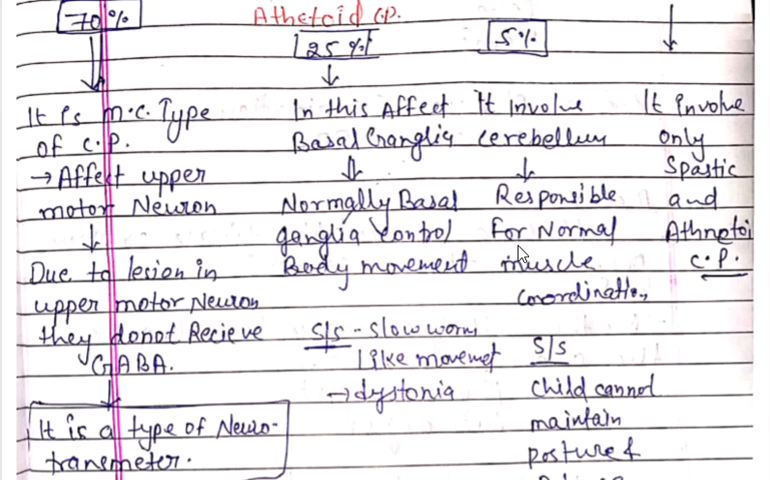 70%
Athetoid C.P.
25%
5%
It is m.c. Type
of C.P.
→ Affect upper
motor Neuron
Due to lesion in
upper motor Neuron
they donot Recieve
GABA.
It is a type of Neuro-
transmeter.
In this Affect
Basal Ganglia
Normally Basal
ganglia control
Body movement
S/s - slow worm
like movemet
→ dystonia
It Involve
cerebellum
Responsible
For Normal
muscle
coordination
S/s
child cannot
maintain
posture &
It involve
only
Spastic
and
Athnetoi
C.P.